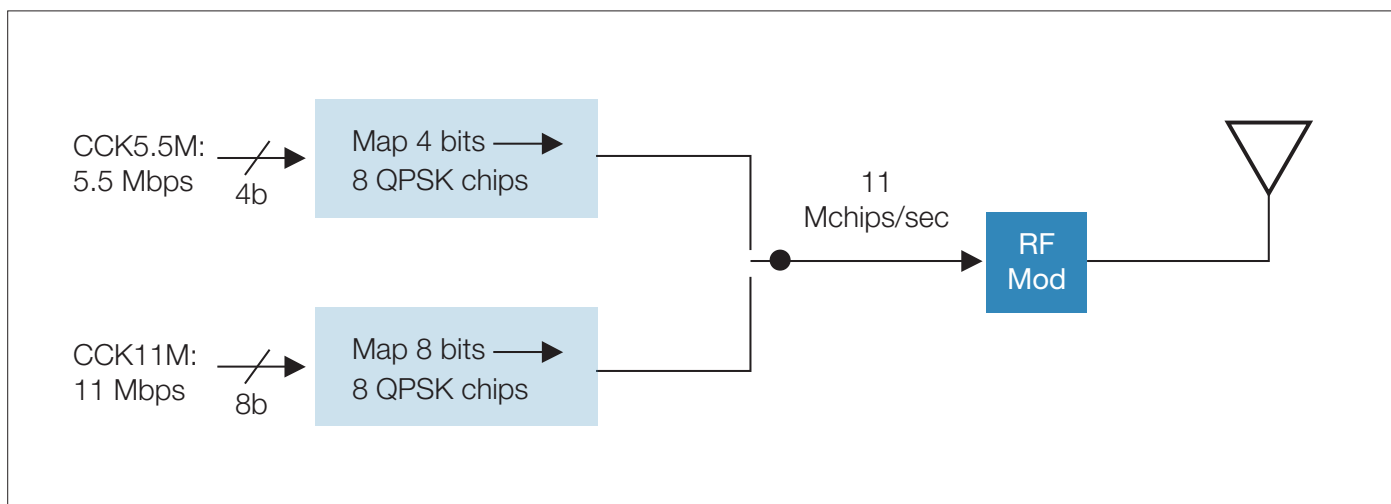 CCK5.5M:
5.5 Mbps
4b
Map 4 bits
8 QPSK chips
11
Mchips/sec
RF
Mod
CCK11M:
11 Mbps
8b
Map 8 bits
8 QPSK chips